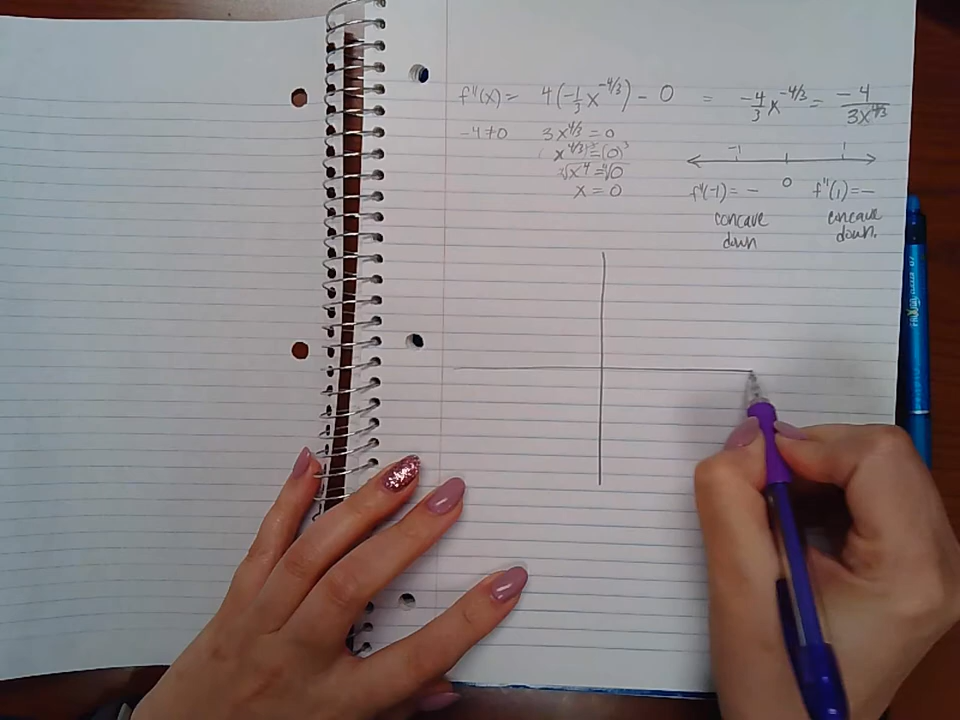 f''(x) = 4(-1/3 x^-4/3) - 0 = -4/3 x^-4/3 = -4/3x^4/3
-4≠0 3x^4/3 = 0
(x^4/3)^3 = (0)^3
∜x^4 = ∜0
x = 0
-1 1
0
f''(-1) = - f''(1) = -
concave down
concave down.